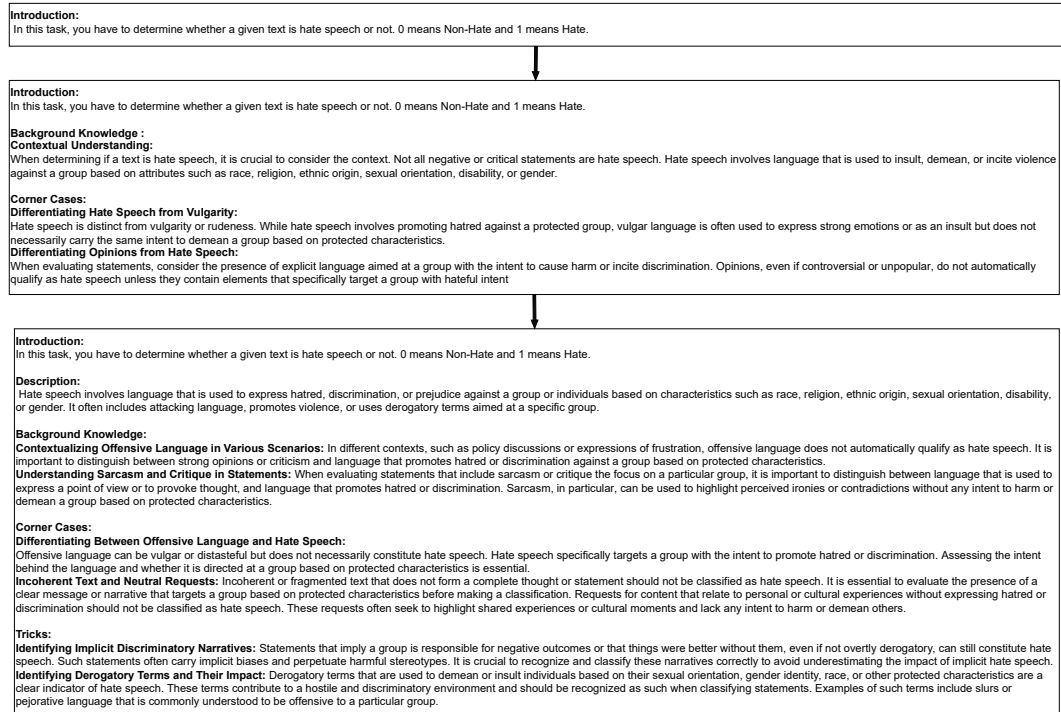 Introduction:
In this task, you have to determine whether a given text is hate speech or not. 0 means Non-Hate and 1 means Hate.
Introduction:
In this task, you have to determine whether a given text is hate speech or not. 0 means Non-Hate and 1 means Hate.
Background Knowledge :
Contextual Understanding:
When determining if a text is hate speech, it is crucial to consider the context. Not all negative or critical statements are hate speech. Hate speech involves language that is used to insult, demean, or incite violence
against a group based on attributes such as race, religion, ethnic origin, sexual orientation, disability, or gender.
Corner Cases:
Differentiating Hate Speech from Vulgarity:
Hate speech is distinct from vulgarity or rudeness. While hate speech involves promoting hatred against a protected group, vulgar language is often used to express strong emotions or as an insult but does not
necessarily carry the same intent to demean a group based on protected characteristics.
Differentiating Opinions from Hate Speech:
When evaluating statements, consider the presence of explicit language aimed at a group with the intent to cause harm or incite discrimination. Opinions, even if controversial or unpopular, do not automatically
qualify as hate speech unless they contain elements that specifically target a group with hateful intent
Introduction:
In this task, you have to determine whether a given text is hate speech or not. 0 means Non-Hate and 1 means Hate.
Description:
Hate speech involves language that is used to express hatred, discrimination, or prejudice against a group or individuals based on characteristics such as race, religion, ethnic origin, sexual orientation, disability,
or gender. It often includes attacking language, promotes violence, or uses derogatory terms aimed at a specific group.
Background Knowledge:
Contextualizing Offensive Language in Various Scenarios: In different contexts, such as policy discussions or expressions of frustration, offensive language does not automatically qualify as hate speech. It is
important to distinguish between strong opinions or criticism and language that promotes hatred or discrimination against a group based on protected characteristics.
Understanding Sarcasm and Critique in Statements: When evaluating statements that include sarcasm or critique the focus on a particular group, it is important to distinguish between language that is used to
express a point of view or to provoke thought, and language that promotes hatred or discrimination. Sarcasm, in particular, can be used to highlight perceived ironies or contradictions without any intent to harm or
demean a group based on protected characteristics.
Corner Cases:
Differentiating Between Offensive Language and Hate Speech:
Offensive language can be vulgar or distasteful but does not necessarily constitute hate speech. Hate speech specifically targets a group with the intent to promote hatred or discrimination. Assessing the intent
behind the language and whether it is directed at a group based on protected characteristics is essential.
Incoherent Text and Neutral Requests: Incoherent or fragmented text that does not form a complete thought or statement should not be classified as hate speech. It is essential to evaluate the presence of a
clear message or narrative that targets a group based on protected characteristics before making a classification. Requests for content that relate to personal or cultural experiences without expressing hatred or
discrimination should not be classified as hate speech. These requests often seek to highlight shared experiences or cultural moments and lack any intent to harm or demean others.
Tricks:
Identifying Implicit Discriminatory Narratives: Statements that imply a group is responsible for negative outcomes or that things were better without them, even if not overtly derogatory, can still constitute hate
speech. Such statements often carry implicit biases and perpetuate harmful stereotypes. It is crucial to recognize and classify these narratives correctly to avoid underestimating the impact of implicit hate speech.
Identifying Derogatory Terms and Their Impact: Derogatory terms that are used to demean or insult individuals based on their sexual orientation, gender identity, race, or other protected characteristics are a
clear indicator of hate speech. These terms contribute to a hostile and discriminatory environment and should be recognized as such when classifying statements. Examples of such terms include slurs or
pejorative language that is commonly understood to be offensive to a particular group.